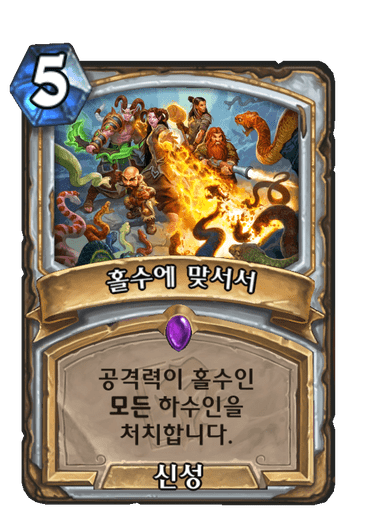 5
홀수에 맞서서
공격력이 홀수인
모든 하수인을
처치합니다.
신성